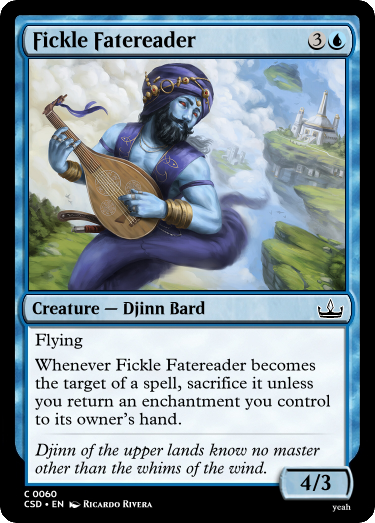 Fickle Fatereader 3
Creature — Djinn Bard
Flying
Whenever Fickle Fatereader becomes
the target of a spell, sacrifice it unless
you return an enchantment you control
to its owner's hand.
Djinn of the upper lands know no master
other than the whims of the wind.
4/3
C 0060
CSD • EN Ricardo Rivera
yeah